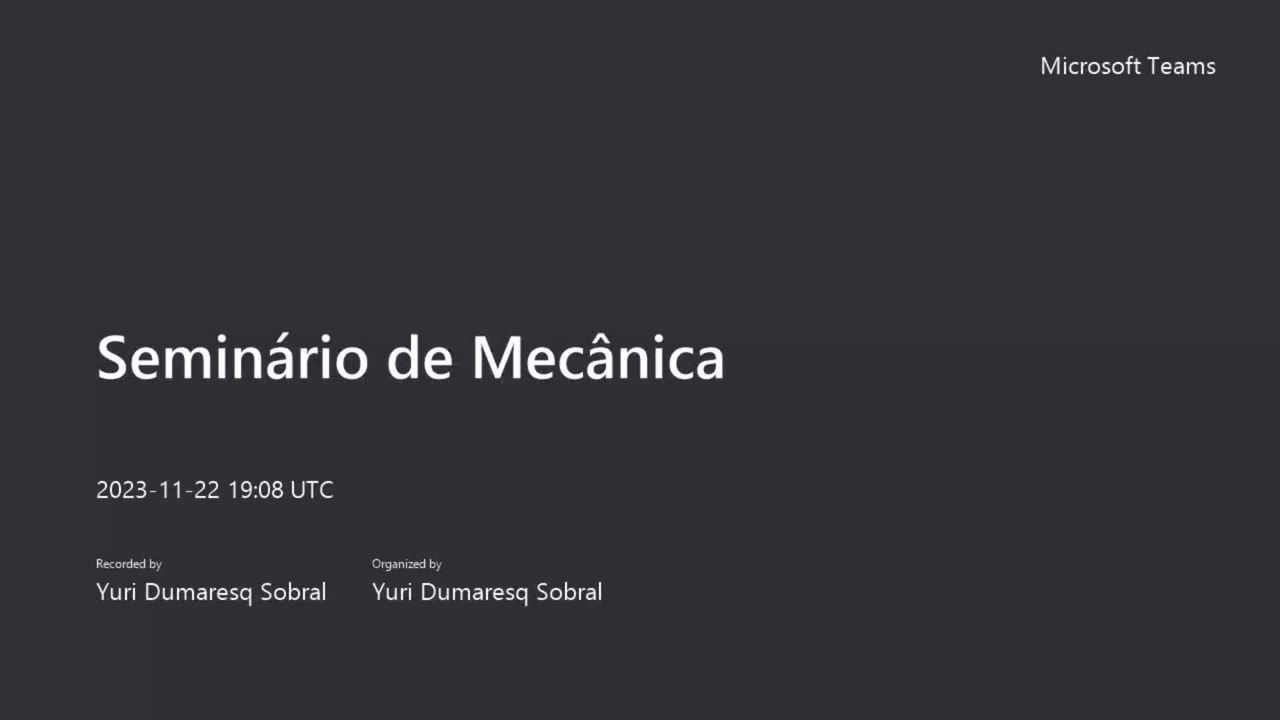 Microsoft Teams
Seminário de Mecânica
2023-11-22 19:08 UTC
Recorded by
Organized by
Yuri Dumaresq Sobral
Yuri Dumaresq Sobral